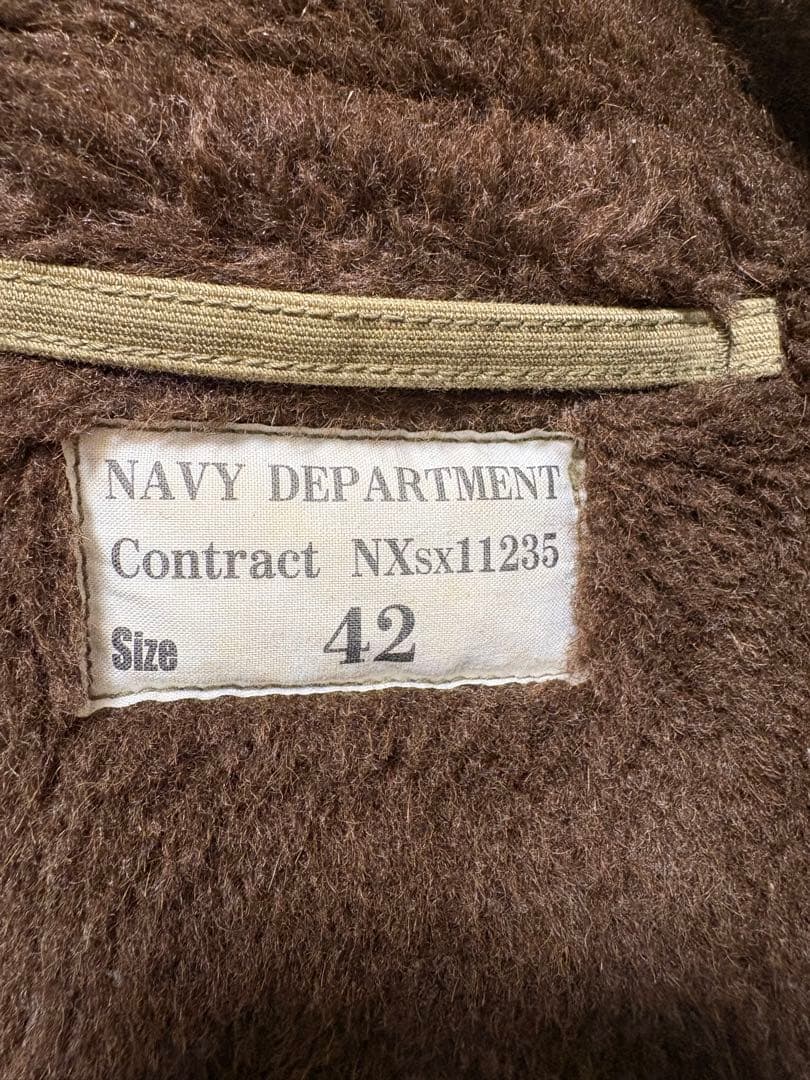 NAVY DEPARTMENT
Contract NXsx11235
Size 42